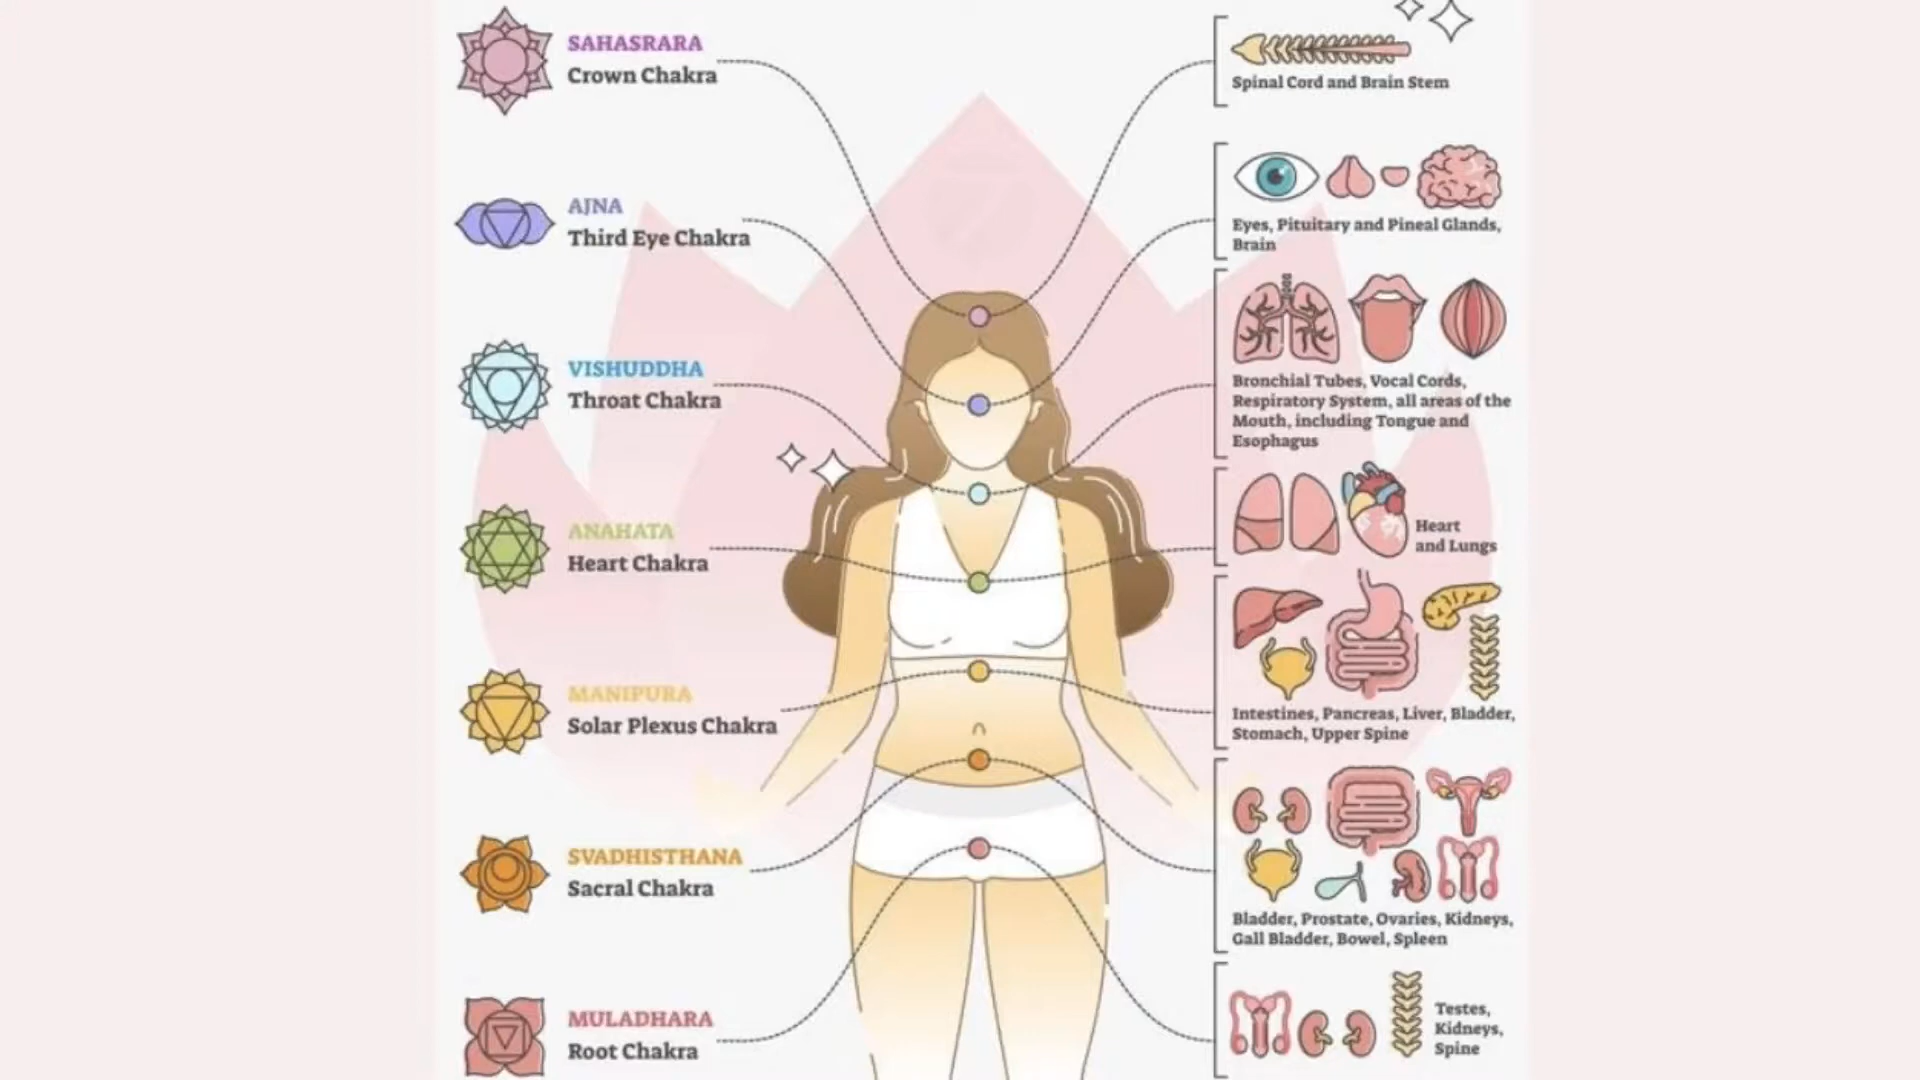 SAHASRARA
Crown Chakra
AJNA
Third Eye Chakra
VISHUDDHA
Throat Chakra
ANAHATA
Heart Chakra
MANIPURA
Solar Plexus Chakra
SVADHISTHANA
Sacral Chakra
MULADHARA
Root Chakra
Spinal Cord and Brain Stem
Eyes, Pituitary and Pineal Glands,
Brain
Bronchial Tubes, Vocal Cords,
Respiratory System, all areas of the
Mouth, including Tongue and
Esophagus
Heart
and Lungs
Intestines, Pancreas, Liver, Bladder,
Stomach, Upper Spine
Bladder, Prostate, Ovaries, Kidneys,
Gall Bladder, Bowel, Spleen
Testes,
Kidneys,
Spine